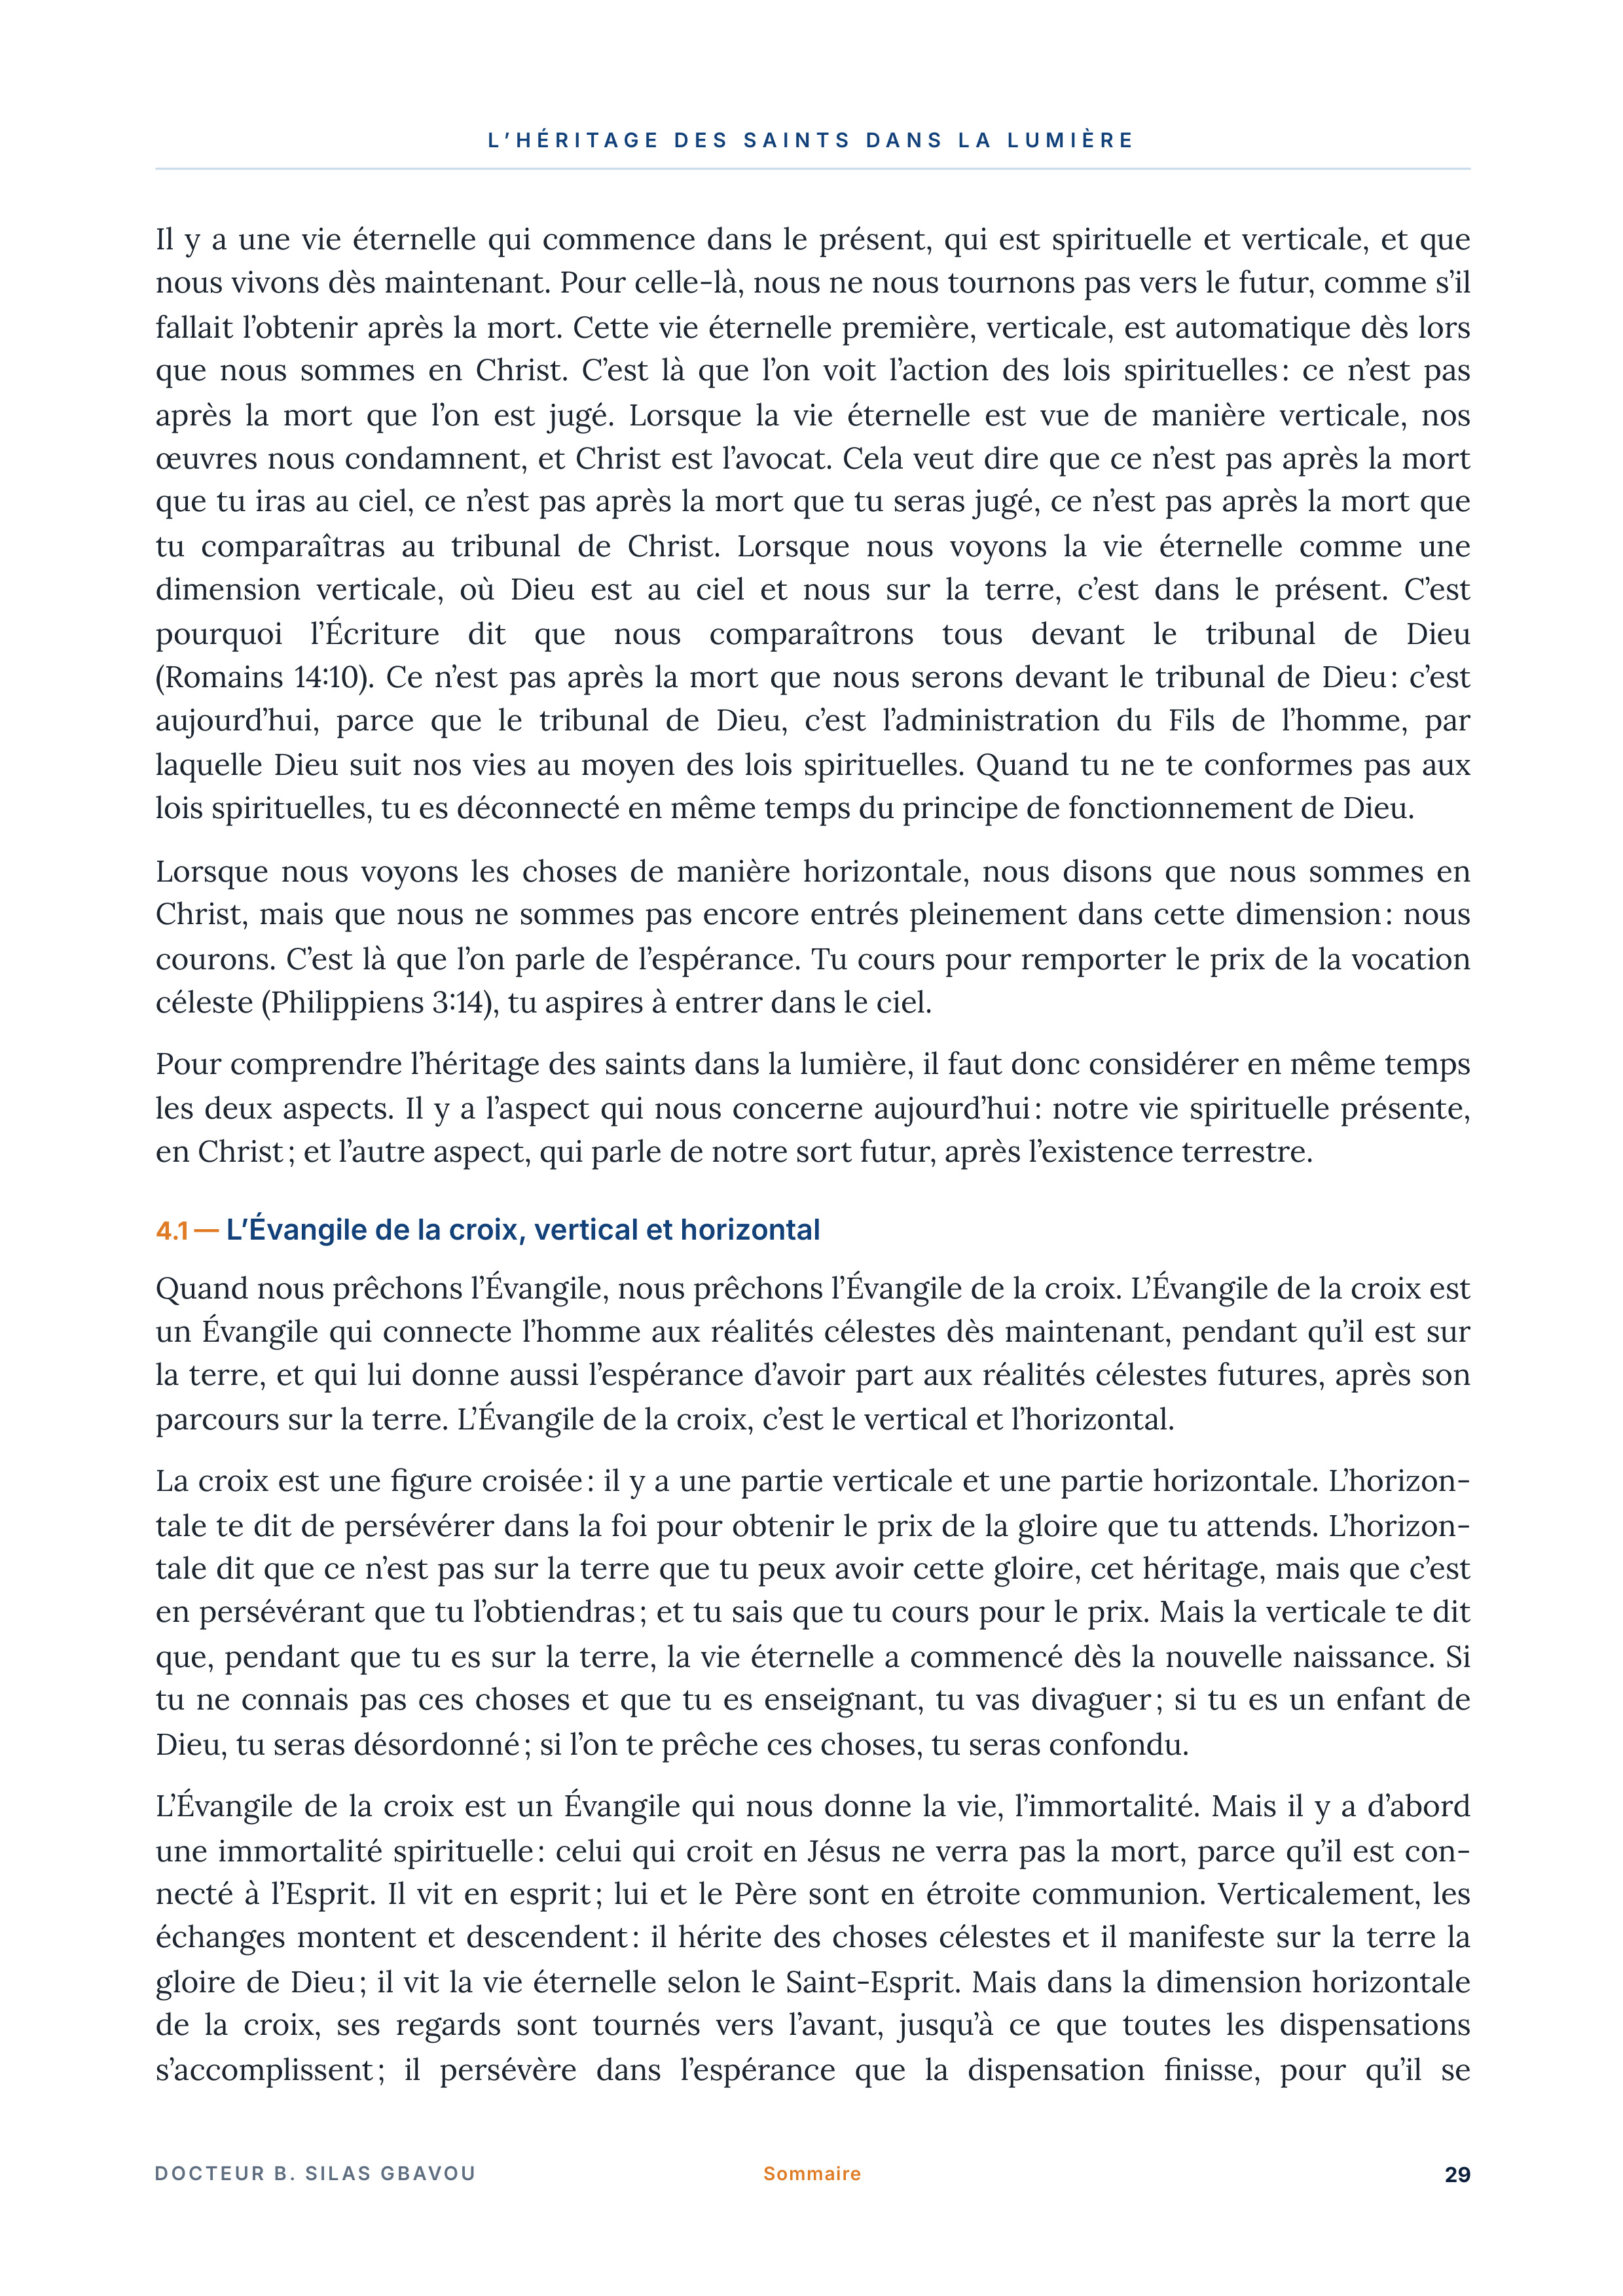 L’HÉRITAGE DES SAINTS DANS LA LUMIÈRE
Il y a une vie éternelle qui commence dans le présent, qui est spirituelle et verticale, et que
nous vivons dès maintenant. Pour celle-là, nous ne nous tournons pas vers le futur, comme s’il
fallait l’obtenir après la mort. Cette vie éternelle première, verticale, est automatique dès lors
que nous sommes en Christ. C’est là que l’on voit l’action des lois spirituelles : ce n’est pas
après la mort que l’on est jugé. Lorsque la vie éternelle est vue de manière verticale, nos
œuvres nous condamnent, et Christ est l’avocat. Cela veut dire que ce n’est pas après la mort
que tu iras au ciel, ce n’est pas après la mort que tu seras jugé, ce n’est pas après la mort que
tu comparaîtras au tribunal de Christ. Lorsque nous voyons la vie éternelle comme une
dimension verticale, où Dieu est au ciel et nous sur la terre, c’est dans le présent. C’est
pourquoi l’Écriture dit que nous comparaîtrons tous devant le tribunal de Dieu
(Romains 14:10). Ce n’est pas après la mort que nous serons devant le tribunal de Dieu : c’est
aujourd’hui, parce que le tribunal de Dieu, c’est l’administration du Fils de l’homme, par
laquelle Dieu suit nos vies au moyen des lois spirituelles. Quand tu ne te conformes pas aux
lois spirituelles, tu es déconnecté en même temps du principe de fonctionnement de Dieu.
Lorsque nous voyons les choses de manière horizontale, nous disons que nous sommes en
Christ, mais que nous ne sommes pas encore entrés pleinement dans cette dimension : nous
courons. C’est là que l’on parle de l’espérance. Tu cours pour remporter le prix de la vocation
céleste (Philippiens 3:14), tu aspires à entrer dans le ciel.
Pour comprendre l’héritage des saints dans la lumière, il faut donc considérer en même temps
les deux aspects. Il y a l’aspect qui nous concerne aujourd’hui : notre vie spirituelle présente,
en Christ ; et l’autre aspect, qui parle de notre sort futur, après l’existence terrestre.
4.1 — L’Évangile de la croix, vertical et horizontal
Quand nous prêchons l’Évangile, nous prêchons l’Évangile de la croix. L’Évangile de la croix est
un Évangile qui connecte l’homme aux réalités célestes dès maintenant, pendant qu’il est sur
la terre, et qui lui donne aussi l’espérance d’avoir part aux réalités célestes futures, après son
parcours sur la terre. L’Évangile de la croix, c’est le vertical et l’horizontal.
La croix est une figure croisée : il y a une partie verticale et une partie horizontale. L’horizon-
tale te dit de persévérer dans la foi pour obtenir le prix de la gloire que tu attends. L’horizon-
tale dit que ce n’est pas sur la terre que tu peux avoir cette gloire, cet héritage, mais que c’est
en persévérant que tu l’obtiendras ; et tu sais que tu cours pour le prix. Mais la verticale te dit
que, pendant que tu es sur la terre, la vie éternelle a commencé dès la nouvelle naissance. Si
tu ne connais pas ces choses et que tu es enseignant, tu vas divaguer ; si tu es un enfant de
Dieu, tu seras désordonné ; si l’on te prêche ces choses, tu seras confondu.
L’Évangile de la croix est un Évangile qui nous donne la vie, l’immortalité. Mais il y a d’abord
une immortalité spirituelle : celui qui croit en Jésus ne verra pas la mort, parce qu’il est con-
necté à l’Esprit. Il vit en esprit ; lui et le Père sont en étroite communion. Verticalement, les
échanges montent et descendent : il hérite des choses célestes et il manifeste sur la terre la
gloire de Dieu ; il vit la vie éternelle selon le Saint-Esprit. Mais dans la dimension horizontale
de la croix, ses regards sont tournés vers l’avant, jusqu’à ce que toutes les dispensations
s’accomplissent ; il persévère dans l’espérance que la dispensation finisse, pour qu’il se
DOCTEUR B. SILAS GBAVOU
Sommaire
29